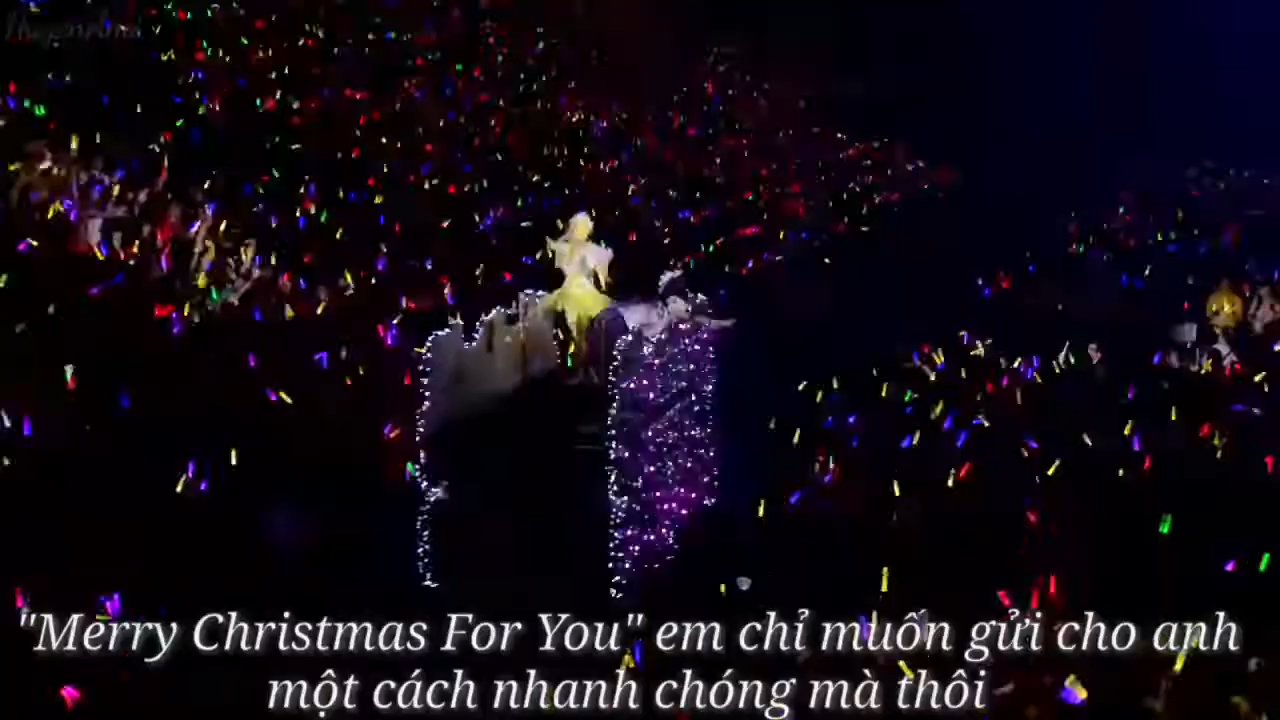 "Merry Christmas For You" em chỉ muốn gửi cho anh
một cách nhanh chóng mà thôi